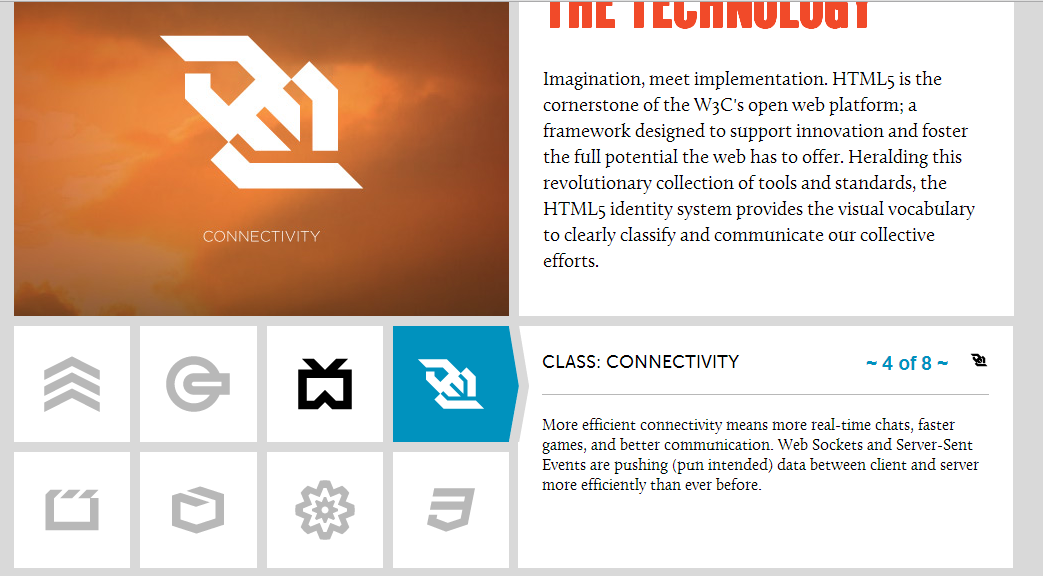 THE TECHNOLOGY
Imagination, meet implementation. HTML5 is the
cornerstone of the W3C's open web platform; a
framework designed to support innovation and foster
the full potential the web has to offer. Heralding this
revolutionary collection of tools and standards, the
HTML5 identity system provides the visual vocabulary
to clearly classify and communicate our collective
efforts.
CONNECTIVITY
CLASS: CONNECTIVITY
~ 4 of 8 ~
More efficient connectivity means more real-time chats, faster
games, and better communication. Web Sockets and Server-Sent
Events are pushing (pun intended) data between client and server
more efficiently than ever before.